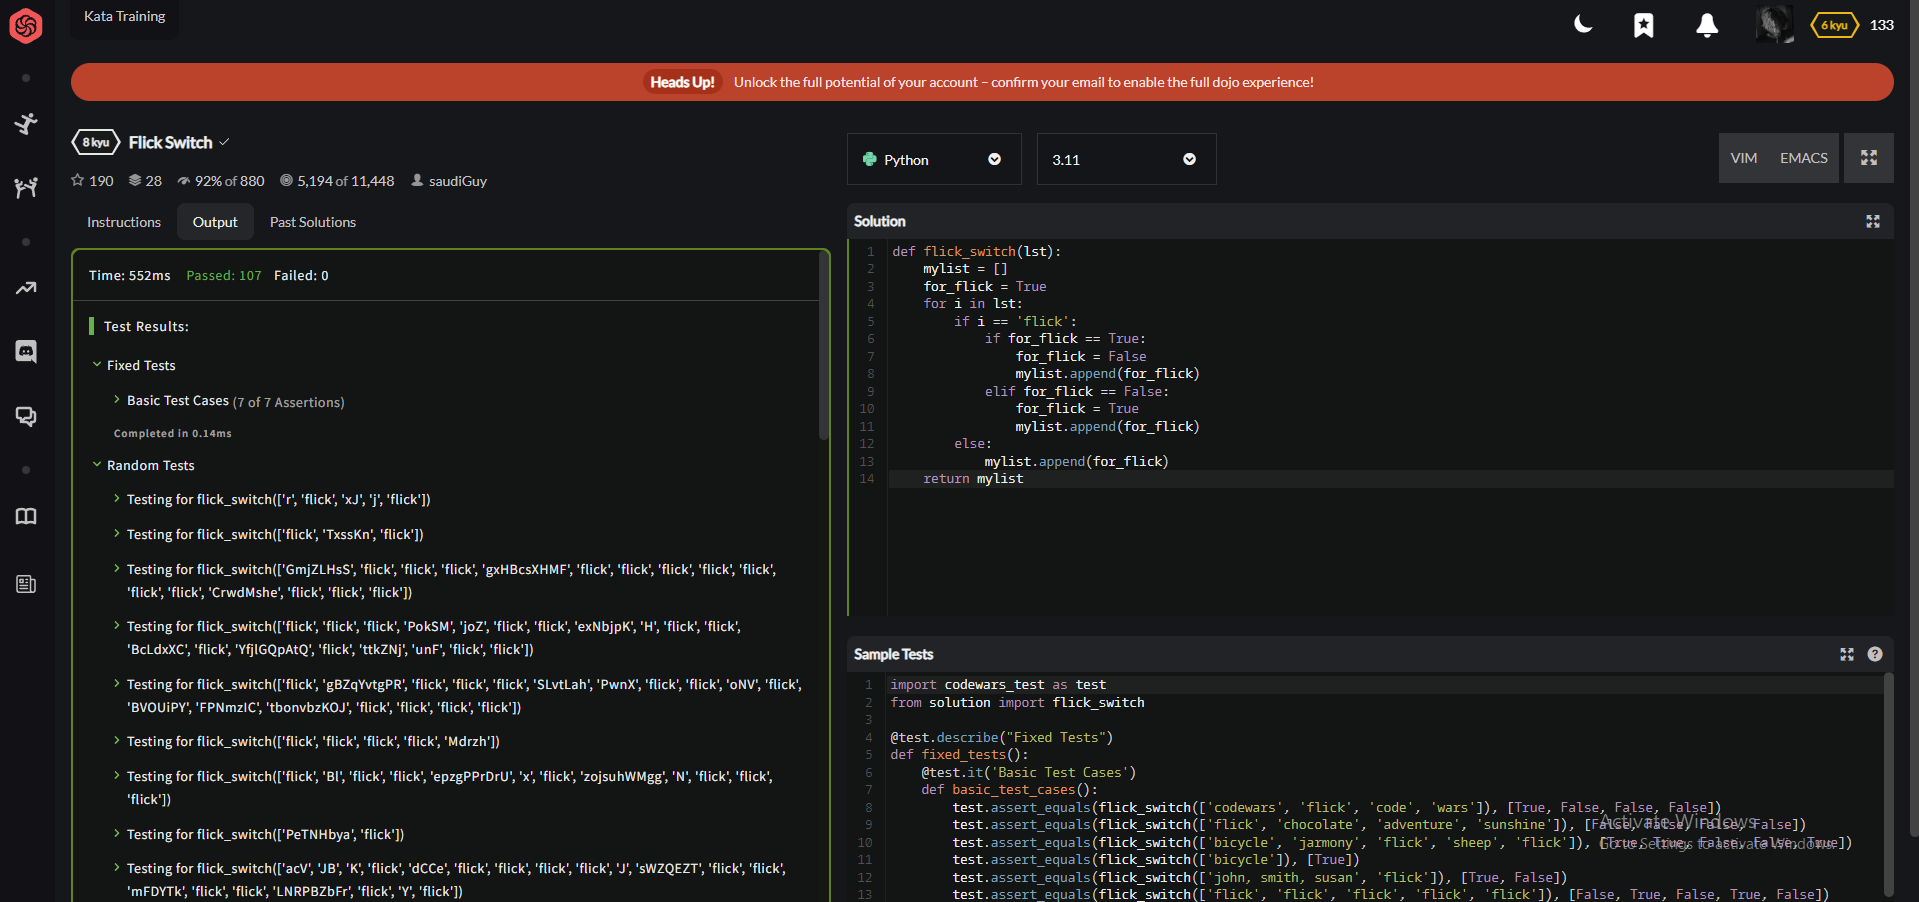 Kata Training
6 kyu 133
Heads Up! Unlock the full potential of your account – confirm your email to enable the full dojo experience!
8 kyu Flick Switch
190 28 92% of 880 5,194 of 11,448 saudiGuy
Instructions Output Past Solutions
Time: 552ms Passed: 107 Failed: 0
Test Results:
Fixed Tests
Basic Test Cases (7 of 7 Assertions)
Completed in 0.14ms
Random Tests
Testing for flick_switch(['r', 'flick', 'xJ', 'j', 'flick'])
Testing for flick_switch(['flick', 'TxssKn', 'flick'])
Testing for flick_switch(['GmjZLHsS', 'flick', 'flick', 'flick', 'gxHBcsXHMF', 'flick', 'flick', 'flick', 'flick', 'flick',
'flick', 'flick', 'CrwdMshe', 'flick', 'flick', 'flick'])
Testing for flick_switch(['flick', 'flick', 'flick', 'PokSM', 'joZ', 'flick', 'flick', 'exNbjpK', 'H', 'flick', 'flick',
'BcLdxXC', 'flick', 'YfjlGQpAtQ', 'flick', 'ttkZNj', 'unF', 'flick', 'flick'])
Testing for flick_switch(['flick', 'gBZqYvtgPR', 'flick', 'flick', 'flick', 'SLvtLah', 'PwnX', 'flick', 'flick', 'oNV', 'flick',
'BVOUiPY', 'FPNmzIC', 'tbonvbzKOJ', 'flick', 'flick', 'flick', 'flick'])
Testing for flick_switch(['flick', 'flick', 'flick', 'flick', 'Mdrzh'])
Testing for flick_switch(['flick', 'Bl', 'flick', 'flick', 'epzgPPrDrU', 'x', 'flick', 'zojsuhWMgg', 'N', 'flick', 'flick',
'flick'])
Testing for flick_switch(['PeTNHbya', 'flick'])
Testing for flick_switch(['acV', 'JB', 'K', 'flick', 'dCCe', 'flick', 'flick', 'flick', 'flick', 'J', 'sWZQEZT', 'flick', 'flick',
'mFDYTk', 'flick', 'flick', 'LNRPBZbFr', 'flick', 'Y', 'flick'])
Python 3.11 VIM EMACS
Solution
1 def flick_switch(lst):
2 mylist = []
3 for_flick = True
4 for i in lst:
5 if i == 'flick':
6 if for_flick == True:
7 for_flick = False
8 mylist.append(for_flick)
9 elif for_flick == False:
10 for_flick = True
11 mylist.append(for_flick)
12 else:
13 mylist.append(for_flick)
14 return mylist
Sample Tests
1 import codewars_test as test
2 from solution import flick_switch
3
4 @test.describe("Fixed Tests")
5 def fixed_tests():
6 @test.it('Basic Test Cases')
7 def basic_test_cases():
8 test.assert_equals(flick_switch(['codewars', 'flick', 'code', 'wars']), [True, False, False, False])
9 test.assert_equals(flick_switch(['flick', 'chocolate', 'adventure', 'sunshine']), [False, False, False, False])
10 test.assert_equals(flick_switch(['bicycle', 'jarmony', 'flick', 'sheep', 'flick']), [True, True, False, False, True])
11 test.assert_equals(flick_switch(['bicycle']), [True])
12 test.assert_equals(flick_switch(['john, smith, susan', 'flick']), [True, False])
13 test.assert_equals(flick_switch(['flick', 'flick', 'flick', 'flick', 'flick']), [False, True, False, True, False])
Activate Windows
Go to Settings to activate Windows.